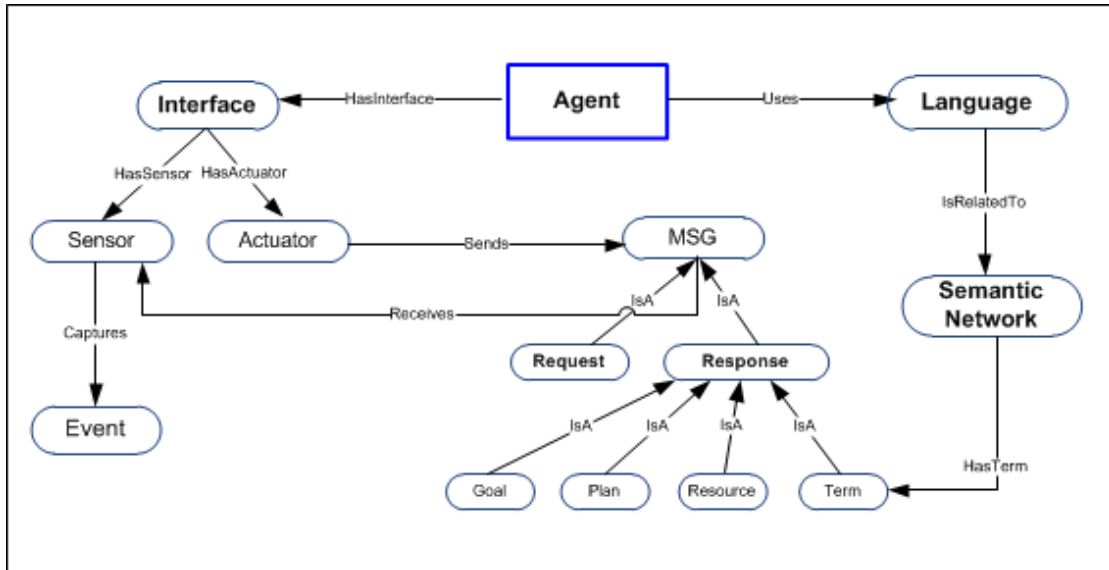 Interface
HasInterface
Agent
Uses
Language
HasSensor
HasActuator
IsRelatedTo
Sensor
Actuator
Sends
MSG
IsA
IsA
Semantic
Network
Receives
Captures
Request
Response
Event
IsA
IsA
IsA
IsA
HasTerm
Goal
Plan
Resource
Term